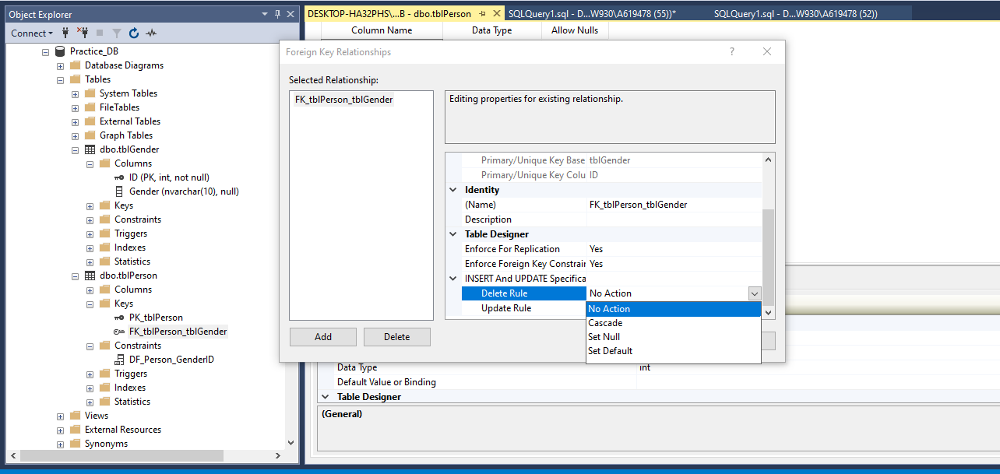 Object Explorer
Connect
Practice_DB
Database Diagrams
Tables
System Tables
FileTables
External Tables
Graph Tables
dbo.tblGender
Columns
ID (PK, int, not null)
Gender (nvarchar(10), null)
Keys
Constraints
Triggers
Indexes
Statistics
dbo.tblPerson
Columns
Keys
PK_tblPerson
FK_tblPerson_tblGender
Constraints
DF_Person_GenderID
Triggers
Indexes
Statistics
Views
External Resources
Synonyms
DESKTOP-HA32PHS\...B - dbo.tblPerson
SQLQuery1.sql - D...W930\A619478 (55))*
SQLQuery1.sql - D...W930\A619478 (52))
Column Name Data Type Allow Nulls
Foreign Key Relationships ?
Selected Relationship:
FK_tblPerson_tblGender
Add Delete
Editing properties for existing relationship.
Primary/Unique Key Base tblGender
Primary/Unique Key Colu ID
Identity
(Name) FK_tblPerson_tblGender
Description
Table Designer
Enforce For Replication Yes
Enforce Foreign Key Constrair Yes
INSERT And UPDATE Specifica
Delete Rule No Action
Update Rule
No Action
Cascade
Set Null
Set Default
Data Type int
Default Value or Binding
Table Designer
(General)